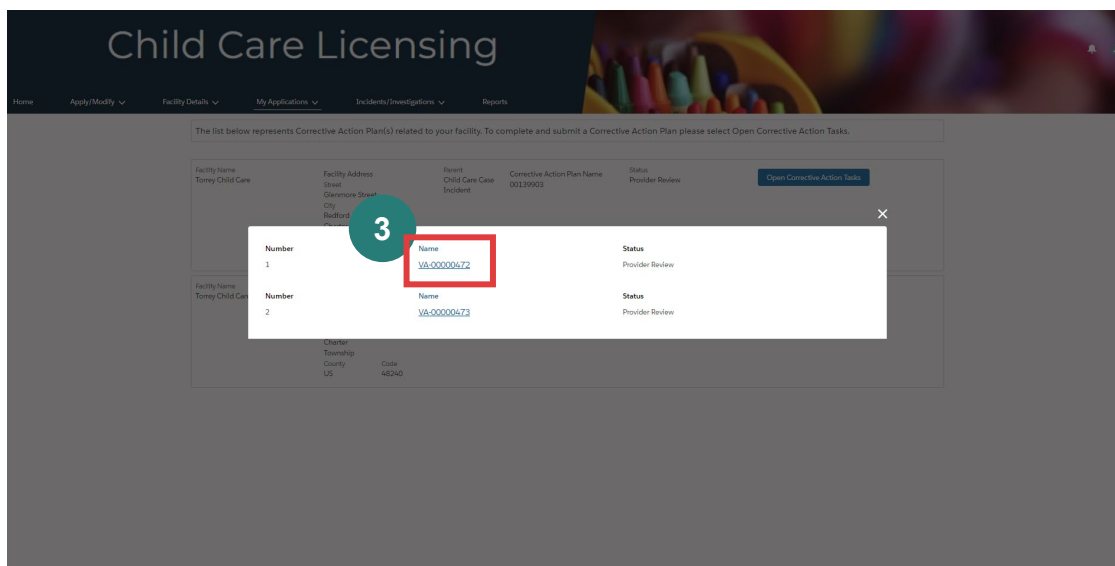 Child Care Licensing
Home Apply/Modify Facility Details My Applications Incidents/Investigations Reports
The list below represents Corrective Action Plan(s) related to your facility. To complete and submit a Corrective Action Plan please select Open Corrective Action Tasks.
Facility Name
Torrey Child Care
Facility Address
Street
Glenmore Street
City
Redford
Charter
Parent
Child Care Case
Incident
Corrective Action Plan Name
00139903
Status
Provider Review
Open Corrective Action Tasks
3
Number Name Status
1 VA-00000472 Provider Review
Number Name Status
2 VA-00000473 Provider Review
Facility Name
Torrey Child Care
Charter
Township
County Code
US 48240